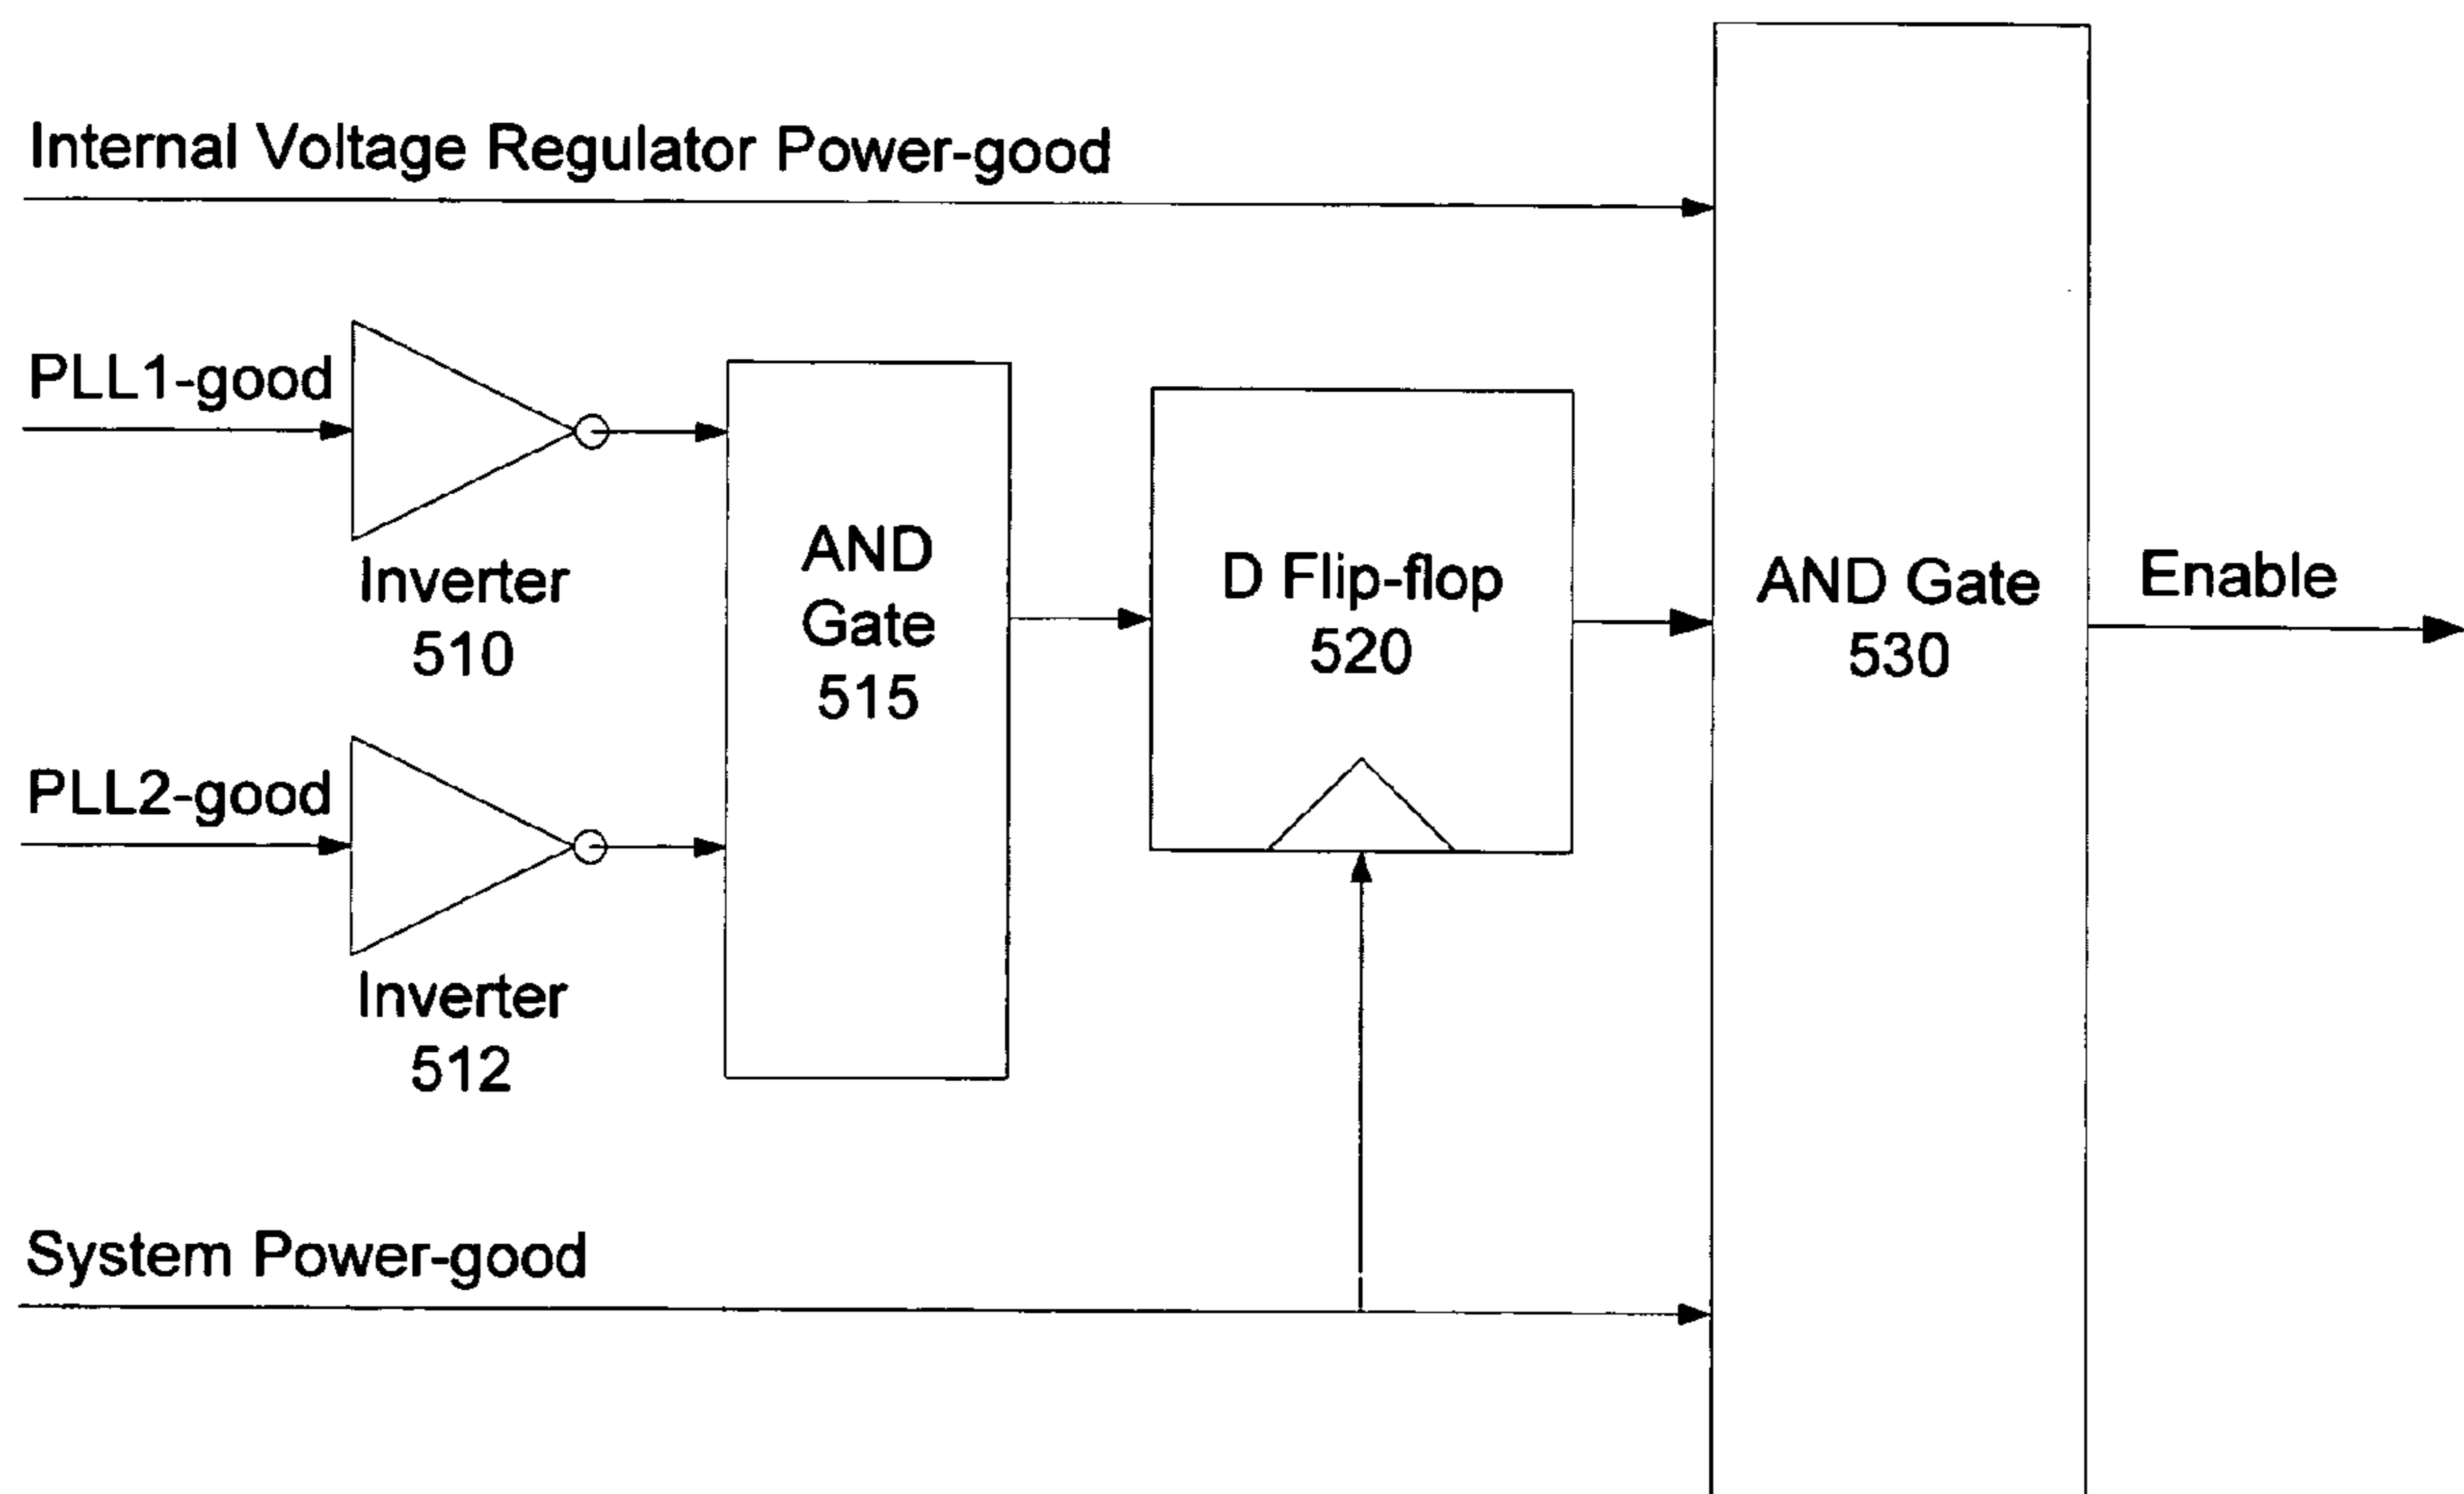 Internal Voltage Regulator Power-good
PLL1-good
Inverter
510
PLL2-good
Inverter
512
AND
Gate
515
D Flip-flop
520
AND Gate
530
Enable
System Power-good